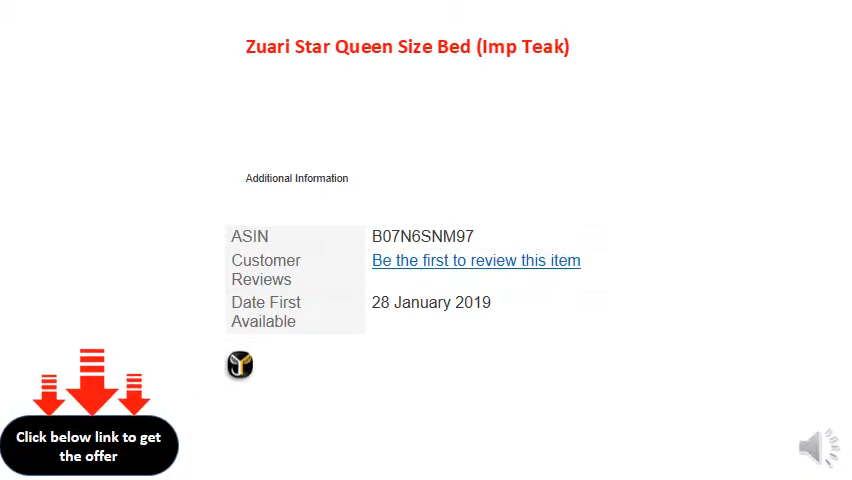 Zuari Star Queen Size Bed (Imp Teak)
Additional Information
ASIN B07N6SNM97
Customer Reviews Be the first to review this item
Date First Available 28 January 2019
Click below link to get
the offer